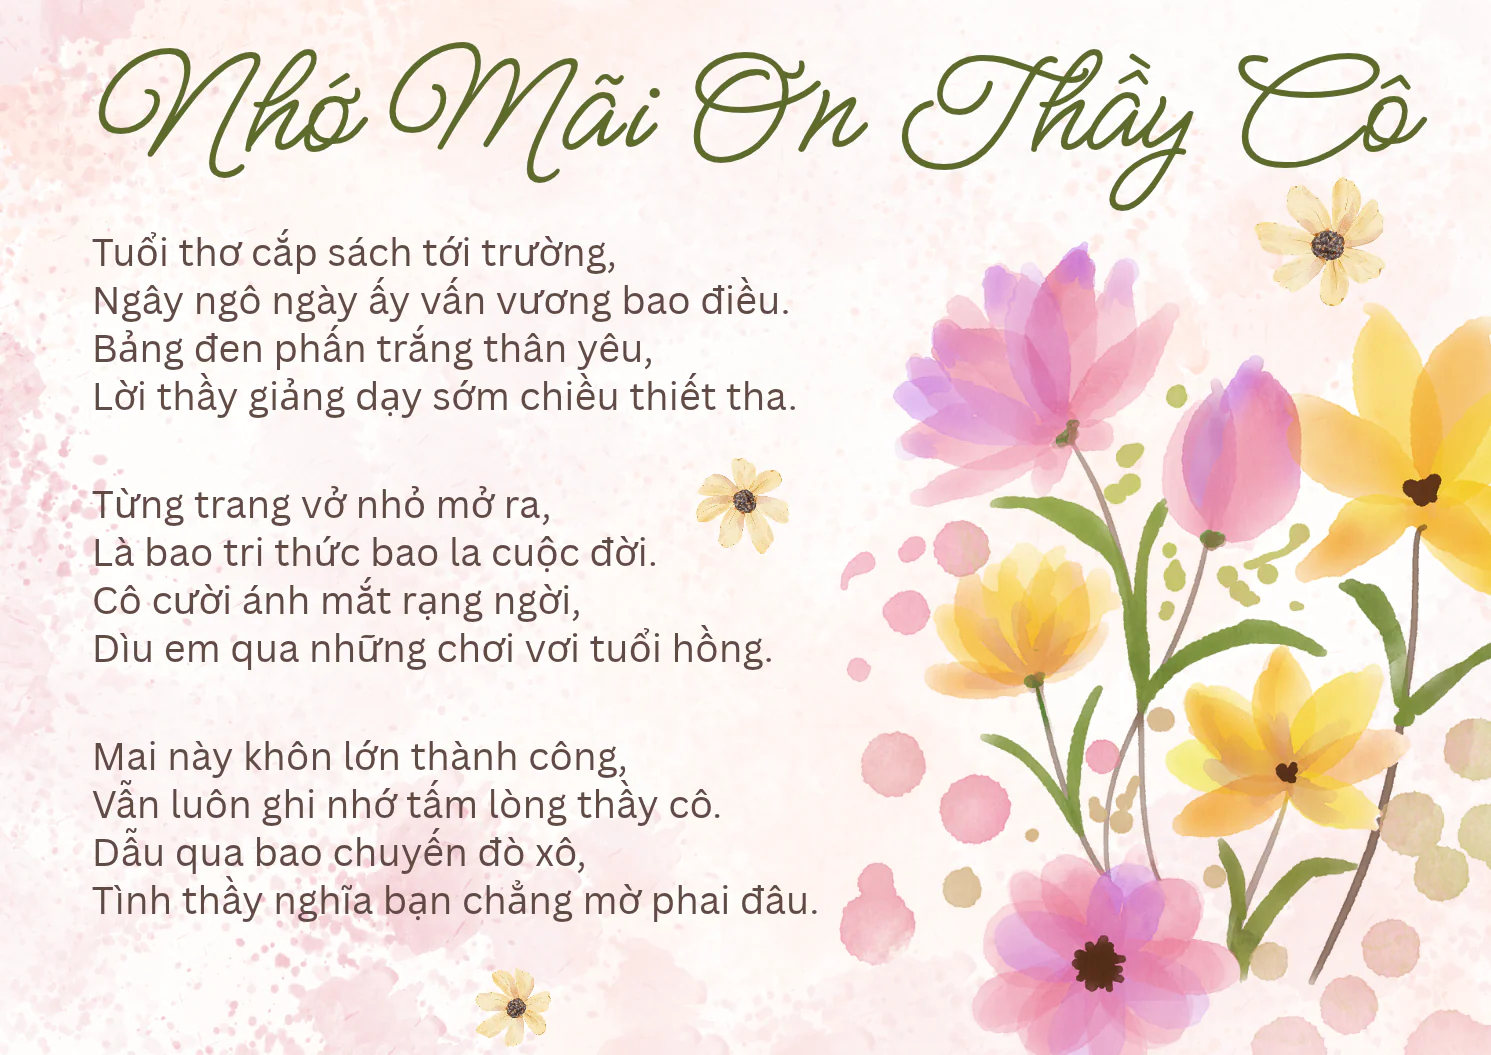 Nhớ Mãi Ơn Thầy Cô
Tuổi thơ cắp sách tới trường,
Ngây ngô ngày ấy vấn vương bao điều.
Bảng đen phấn trắng thân yêu,
Lời thầy giảng dạy sớm chiều thiết tha.
Từng trang vở nhỏ mở ra,
Là bao tri thức bao la cuộc đời.
Cô cười ánh mắt rạng ngời,
Dìu em qua những chơi vơi tuổi hồng.
Mai này khôn lớn thành công,
Vẫn luôn ghi nhớ tấm lòng thầy cô.
Dẫu qua bao chuyến đò xô,
Tình thầy nghĩa bạn chẳng mờ phai đâu.